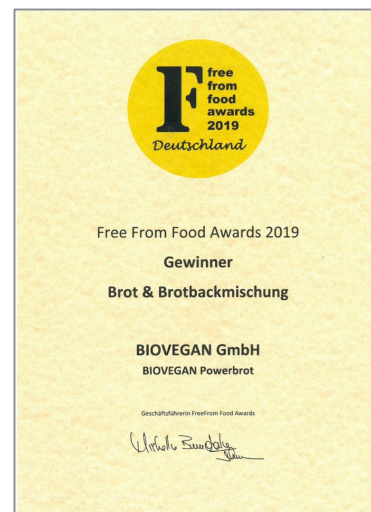 free
from
food
awards
2019
Deutschland
Free From Food Awards 2019
Gewinner
Brot & Brotbackmischung
BIOVEGAN GmbH
BIOVEGAN Powerbrot
Geschäftsführerin FreeFrom Food Awards